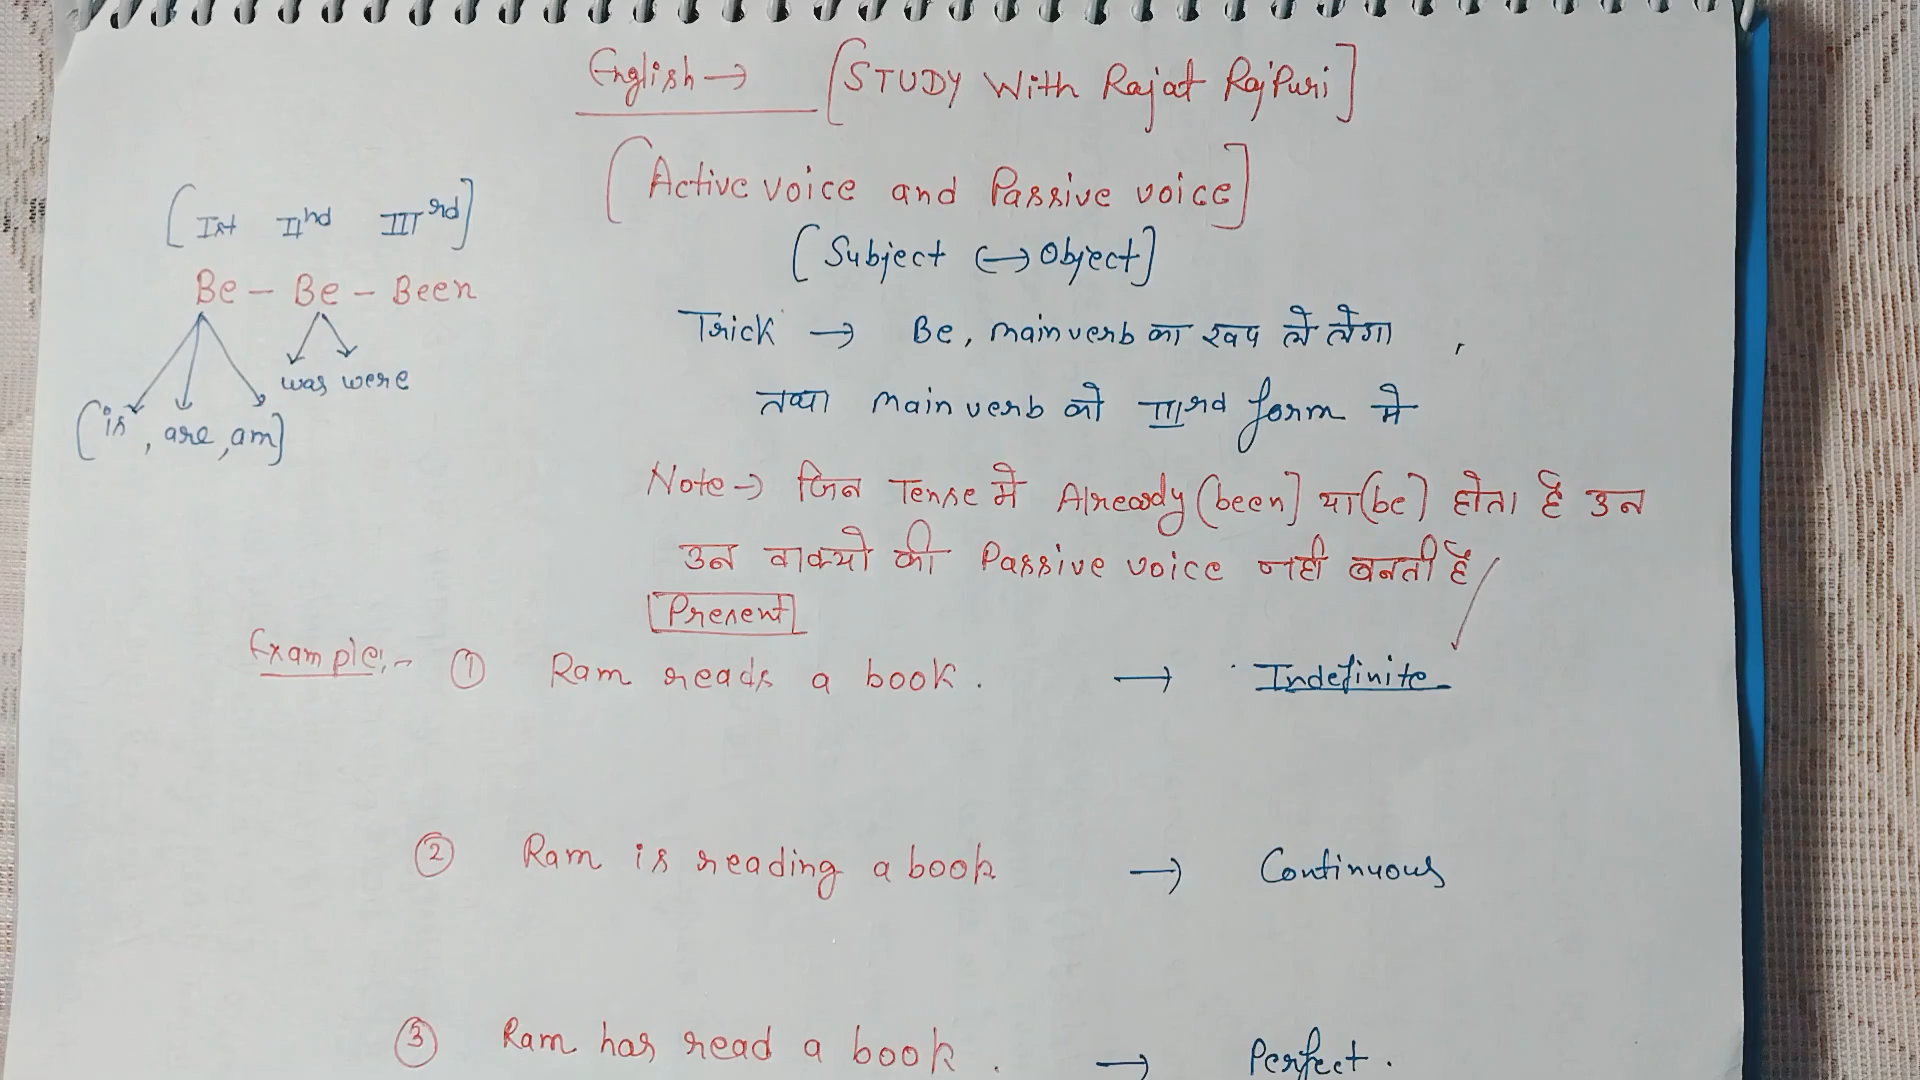 English → [STUDY With Rajat RajPuri]
[Active voice and Passive voice]
[Ist IInd IIIrd]
Be - Be - Been
was were
[is, are, am]
[Subject ↔ Object]
Trick → Be, main verb का रूप ले लेगा,
तथा main verb को IIIrd form में
Note → जिन Tense में Already (been] या (be] होता है उन
उन वाक्यो की Passive voice नही बनती है
Present
Example:- ① Ram reads a book. → Indefinite
② Ram is reading a book → Continuous
③ Ram has read a book. → Perfect.